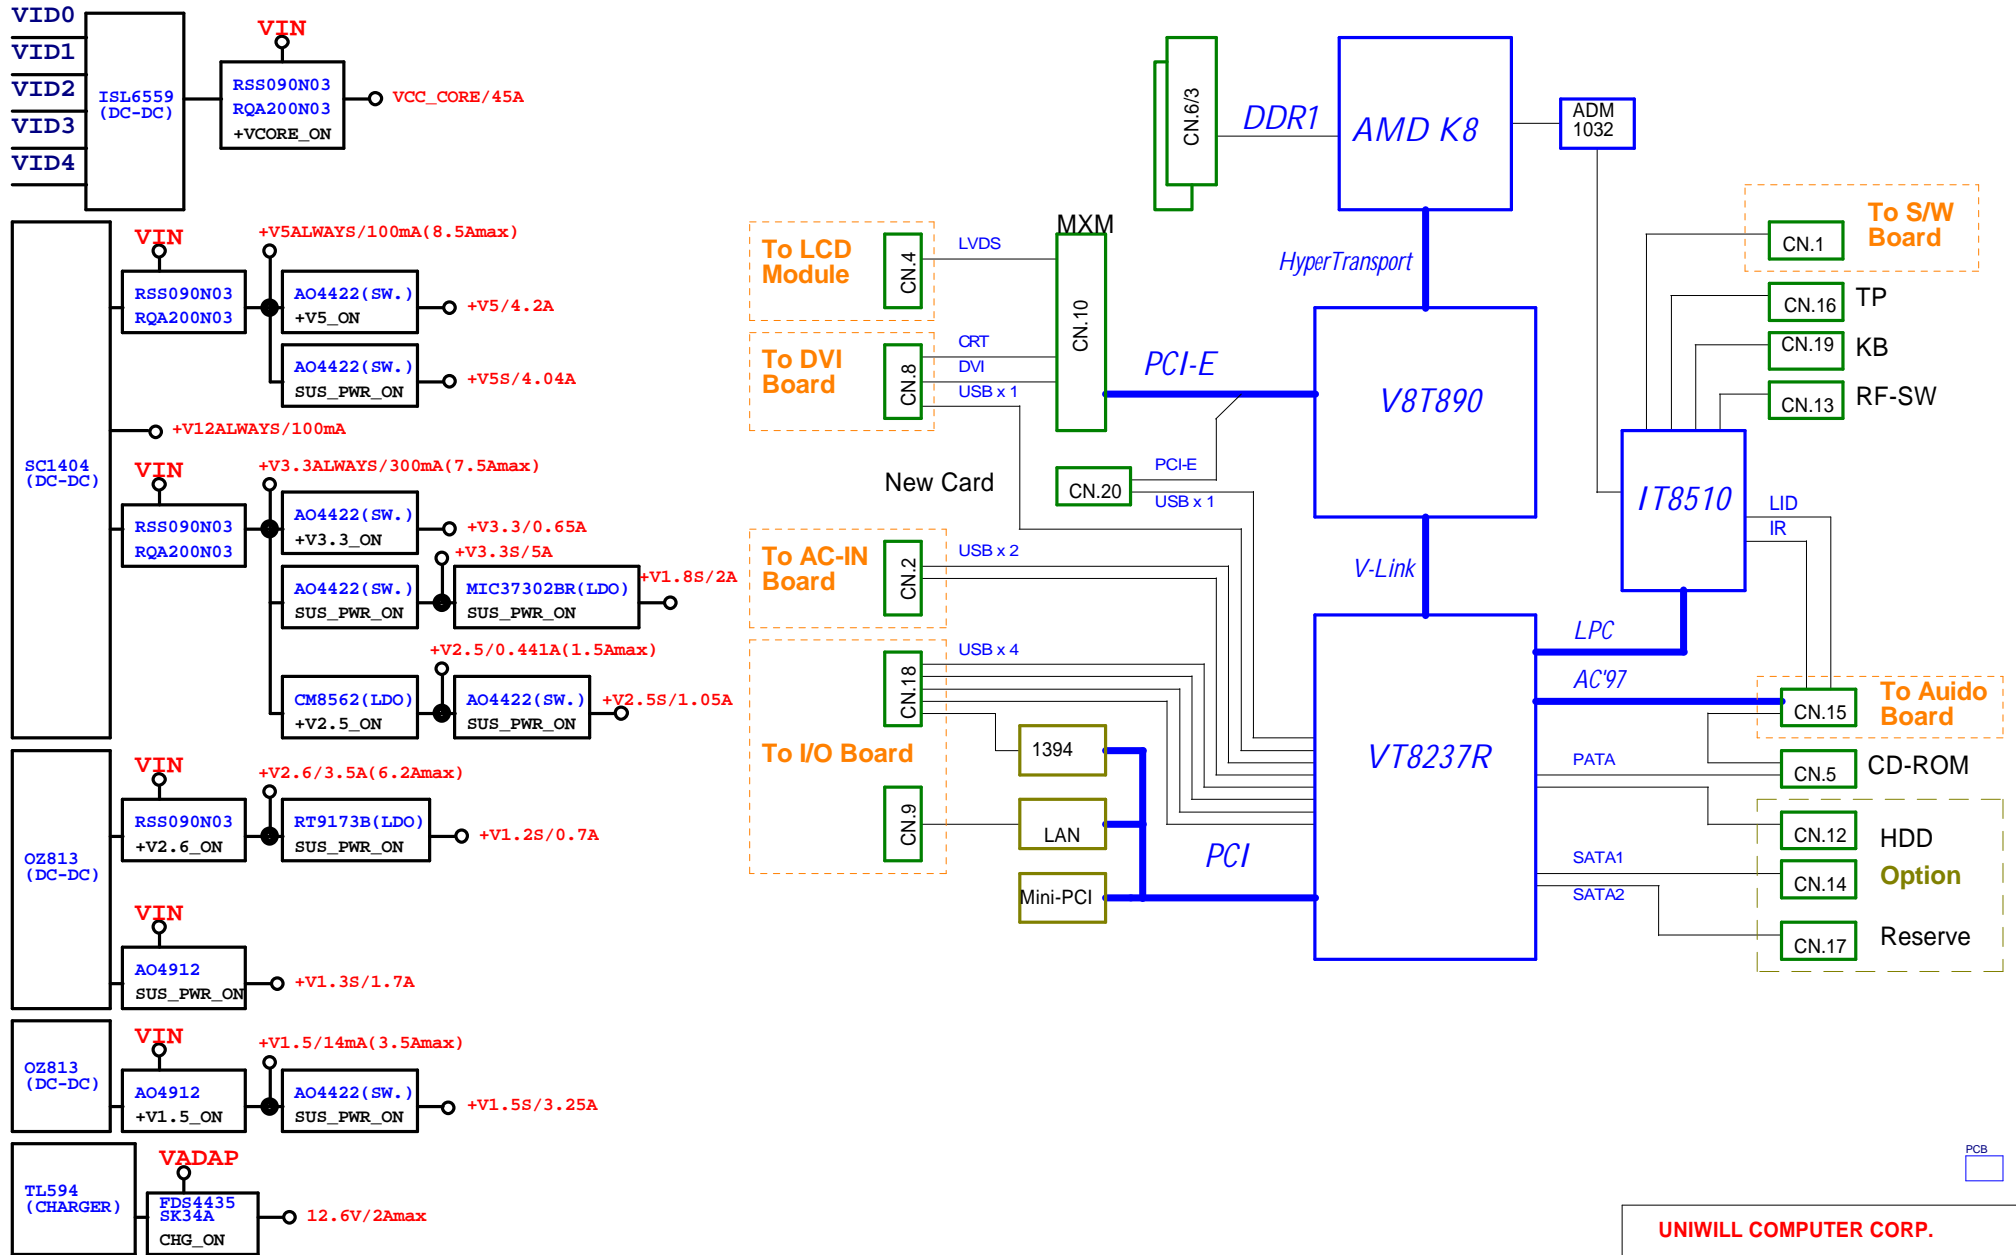 VID0
VID1
VID2
VID3
VID4
ISL6559
(DC-DC)
VIN
RSS090N03
RQA200N03
+VCORE_ON
VCC_CORE/45A
SC1404
(DC-DC)
VIN
RSS090N03
RQA200N03
+V5ALWAYS/100mA(8.5Amax)
AO4422(SW.)
+V5_ON
+V5/4.2A
AO4422(SW.)
SUS_PWR_ON
+V5S/4.04A
+V12ALWAYS/100mA
VIN
RSS090N03
RQA200N03
+V3.3ALWAYS/300mA(7.5Amax)
AO4422(SW.)
+V3.3_ON
+V3.3/0.65A
AO4422(SW.)
SUS_PWR_ON
+V3.3S/5A
MIC37302BR(LDO)
SUS_PWR_ON
+V1.8S/2A
CM8562(LDO)
+V2.5_ON
+V2.5/0.441A(1.5Amax)
AO4422(SW.)
SUS_PWR_ON
+V2.5S/1.05A
OZ813
(DC-DC)
VIN
RSS090N03
+V2.6_ON
+V2.6/3.5A(6.2Amax)
RT9173B(LDO)
SUS_PWR_ON
+V1.2S/0.7A
VIN
AO4912
SUS_PWR_ON
+V1.3S/1.7A
OZ813
(DC-DC)
VIN
AO4912
+V1.5_ON
+V1.5/14mA(3.5Amax)
AO4422(SW.)
SUS_PWR_ON
+V1.5S/3.25A
TL594
(CHARGER)
VADAP
FDS4435
SK34A
CHG_ON
12.6V/2Amax
CN.6/3
DDR1
AMD K8
ADM
1032
HyperTransport
MXM
To LCD
Module
CN.4
LVDS
CN.10
To DVI
Board
CN.8
CRT
DVI
USB x 1
PCI-E
V8T890
New Card
CN.20
PCI-E
USB x 1
To AC-IN
Board
CN.2
USB x 2
V-Link
To I/O Board
CN.18
USB x 4
CN.9
1394
LAN
Mini-PCI
PCI
VT8237R
To S/W
Board
CN.1
CN.16
TP
CN.19
KB
CN.13
RF-SW
IT8510
LID
IR
LPC
AC'97
To Auido
Board
CN.15
PATA
CN.5
CD-ROM
CN.12
HDD
SATA1
CN.14
Option
SATA2
CN.17
Reserve
PCB
UNIWILL COMPUTER CORP.